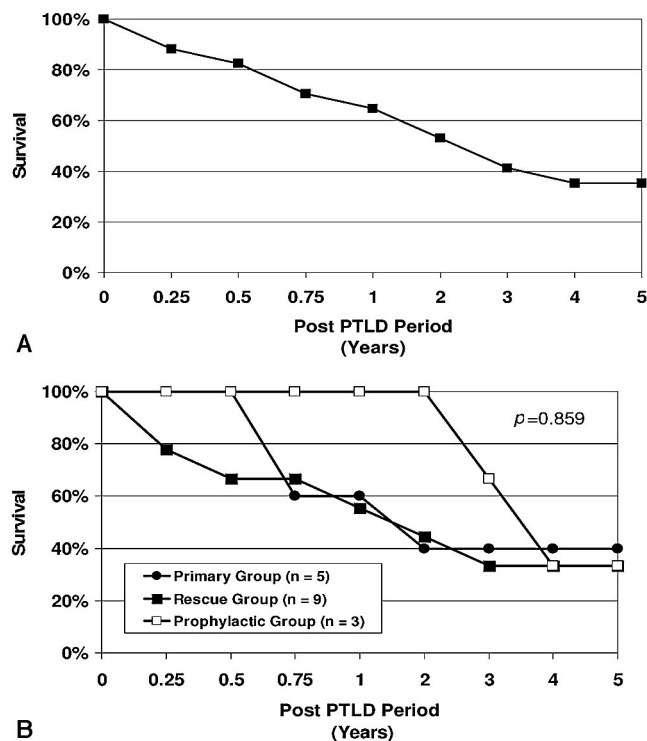 100%
80%
60%
40%
20%
0%
Survival
0 0.25 0.5 0.75 1 2 3 4 5
Post PTLD Period
(Years)
A
100%
80%
60%
40%
20%
0%
Survival
p=0.859
Primary Group (n = 5)
Rescue Group (n = 9)
Prophylactic Group (n = 3)
0 0.25 0.5 0.75 1 2 3 4 5
Post PTLD Period
(Years)
B